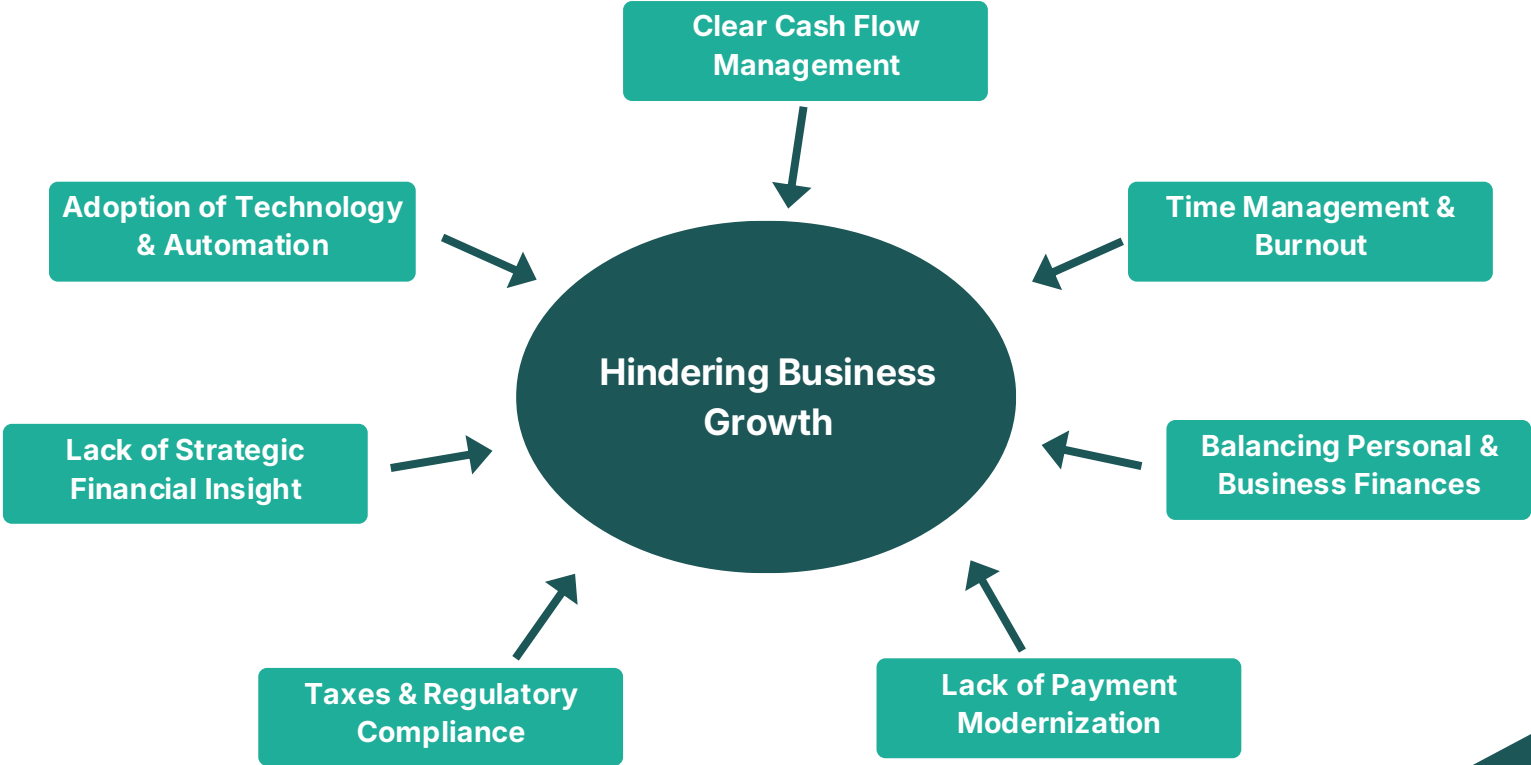 Clear Cash Flow
Management
Adoption of Technology
& Automation
Time Management &
Burnout
Hindering Business
Growth
Lack of Strategic
Financial Insight
Balancing Personal &
Business Finances
Taxes & Regulatory
Compliance
Lack of Payment
Modernization